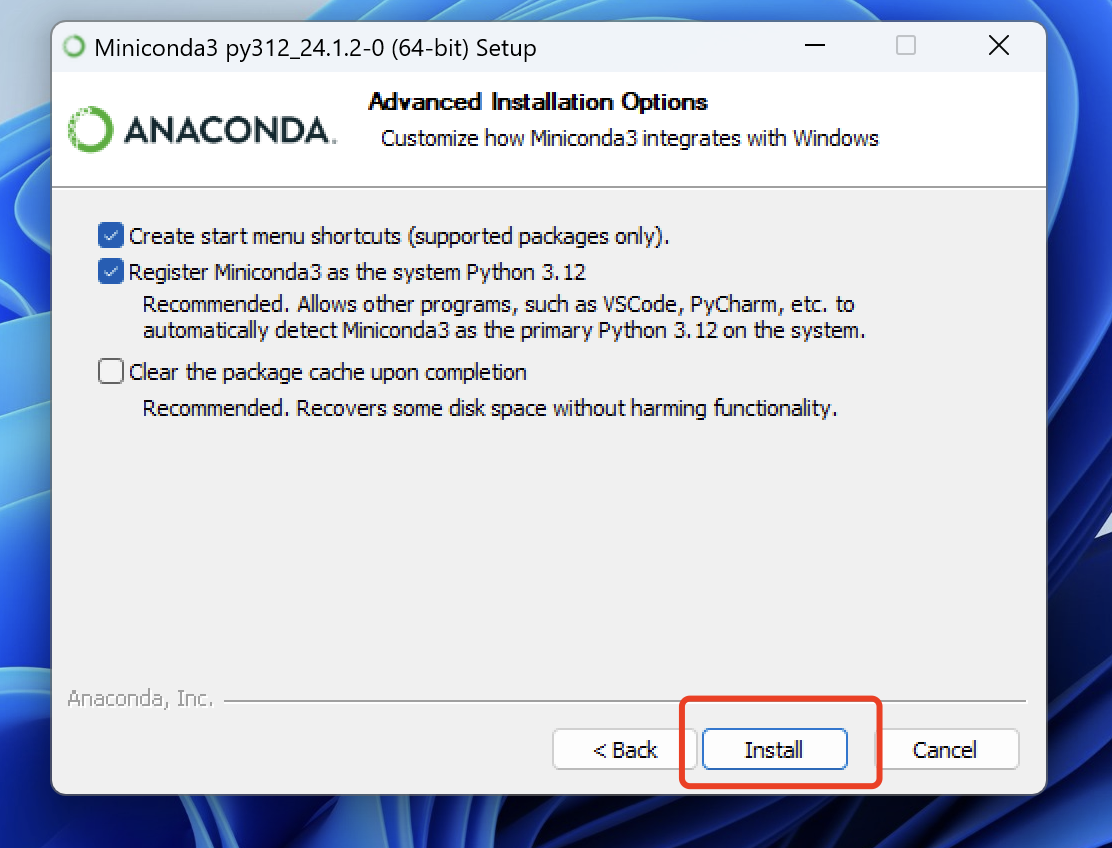 Miniconda3 py312_24.1.2-0 (64-bit) Setup
ANACONDA.
Advanced Installation Options
Customize how Miniconda3 integrates with Windows
Create start menu shortcuts (supported packages only).
Register Miniconda3 as the system Python 3.12
Recommended. Allows other programs, such as VSCode, PyCharm, etc. to
automatically detect Miniconda3 as the primary Python 3.12 on the system.
Clear the package cache upon completion
Recommended. Recovers some disk space without harming functionality.
Anaconda, Inc.
< Back
Install
Cancel